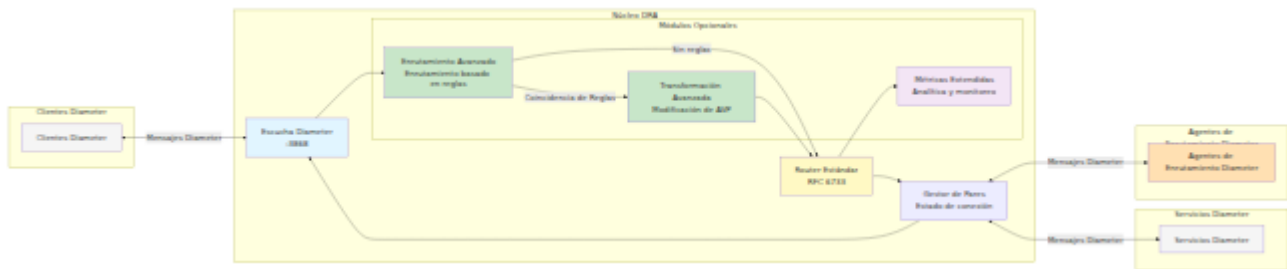 Núcleo DRA
Módulos Opcionales
Enrutamiento Avanzado
Enrutamiento basado
en reglas
Sin reglas
Coincidencia de Reglas
Transformación
Avanzada
Modificación de AVP
Métricas Extendidas
Analítica y monitoreo
Clientes Diameter
Clientes Diameter
Mensajes Diameter
Escucha Diameter
:3868
Router Estándar
RFC 6733
Gestor de Pares
Estado de conexión
Mensajes Diameter
Agentes de
Enrutamiento Diameter
Agentes de
Enrutamiento Diameter
Mensajes Diameter
Servicios Diameter
Servicios Diameter